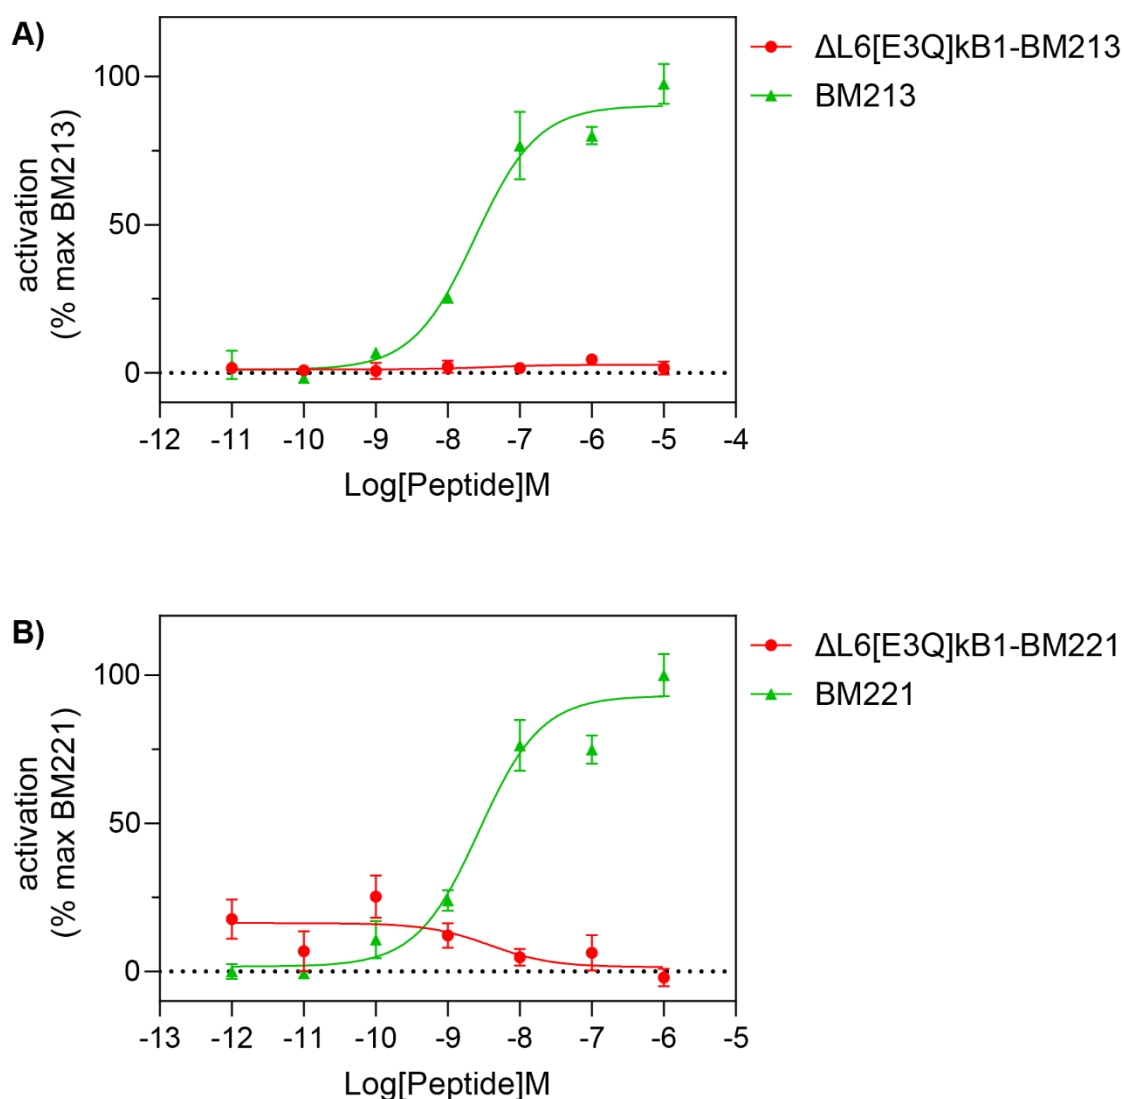 A)
activation
(% max BM213)
100
50
0
-12 -11 -10 -9 -8 -7 -6 -5 -4
Log[Peptide]M
ΔL6[E3Q]kB1-BM213
BM213
B)
activation
(% max BM221)
100
50
0
-13 -12 -11 -10 -9 -8 -7 -6 -5
Log[Peptide]M
ΔL6[E3Q]kB1-BM221
BM221